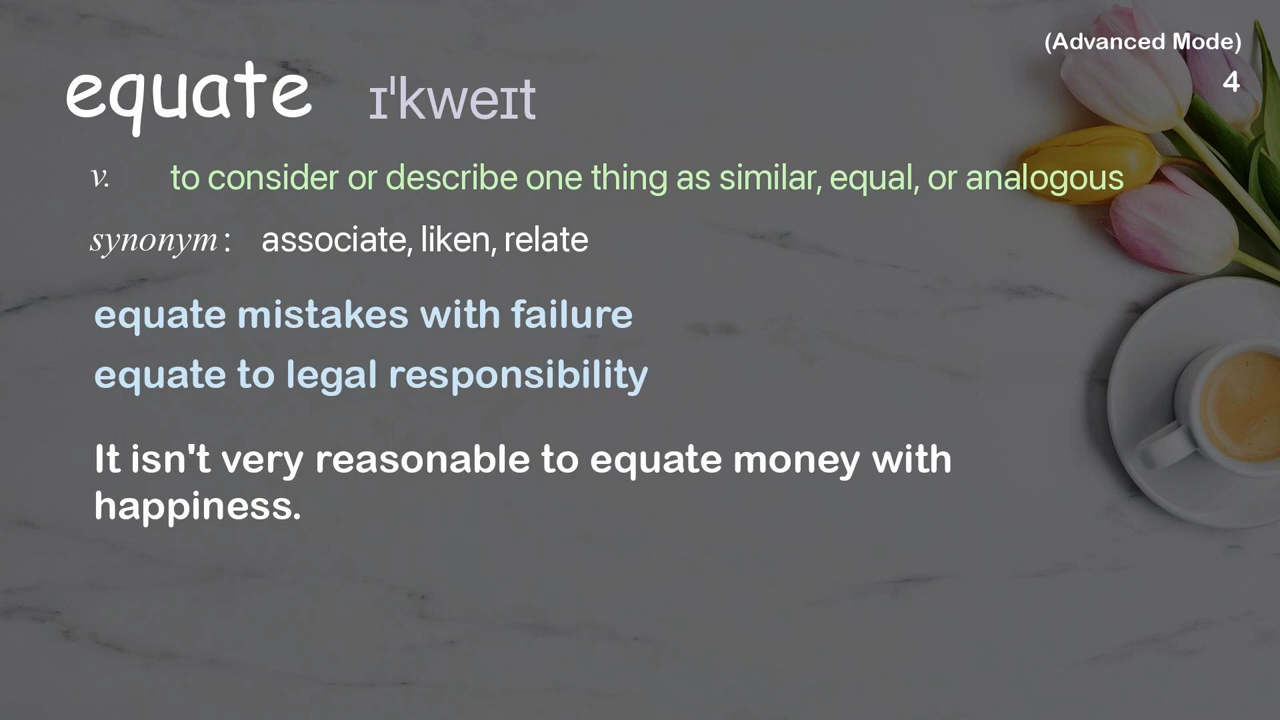 (Advanced Mode)
4
equate ɪˈkweɪt
v. to consider or describe one thing as similar, equal, or analogous
synonym : associate, liken, relate
equate mistakes with failure
equate to legal responsibility
It isn't very reasonable to equate money with
happiness.